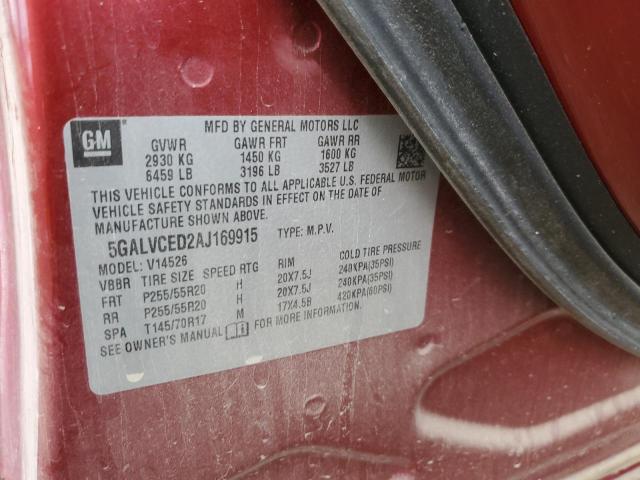 GM
MFD BY GENERAL MOTORS LLC
GVWR GAWR FRT GAWR RR
2930 KG 1450 KG 1600 KG
6459 LB 3196 LB 3527 LB
THIS VEHICLE CONFORMS TO ALL APPLICABLE U.S. FEDERAL MOTOR
VEHICLE SAFETY STANDARDS IN EFFECT ON THE DATE OF
MANUFACTURE SHOWN ABOVE.
5GALVCED2AJ169915 TYPE: M.P.V.
MODEL: V14526
VBBR TIRE SIZE SPEED RTG RIM COLD TIRE PRESSURE
FRT P255/55R20 H 20X7.5J 240KPA(35PSI)
RR P255/55R20 H 20X7.5J 240KPA(35PSI)
SPA T145/70R17 M 17X4.5B 420KPA(60PSI)
SEE OWNER'S MANUAL FOR MORE INFORMATION.